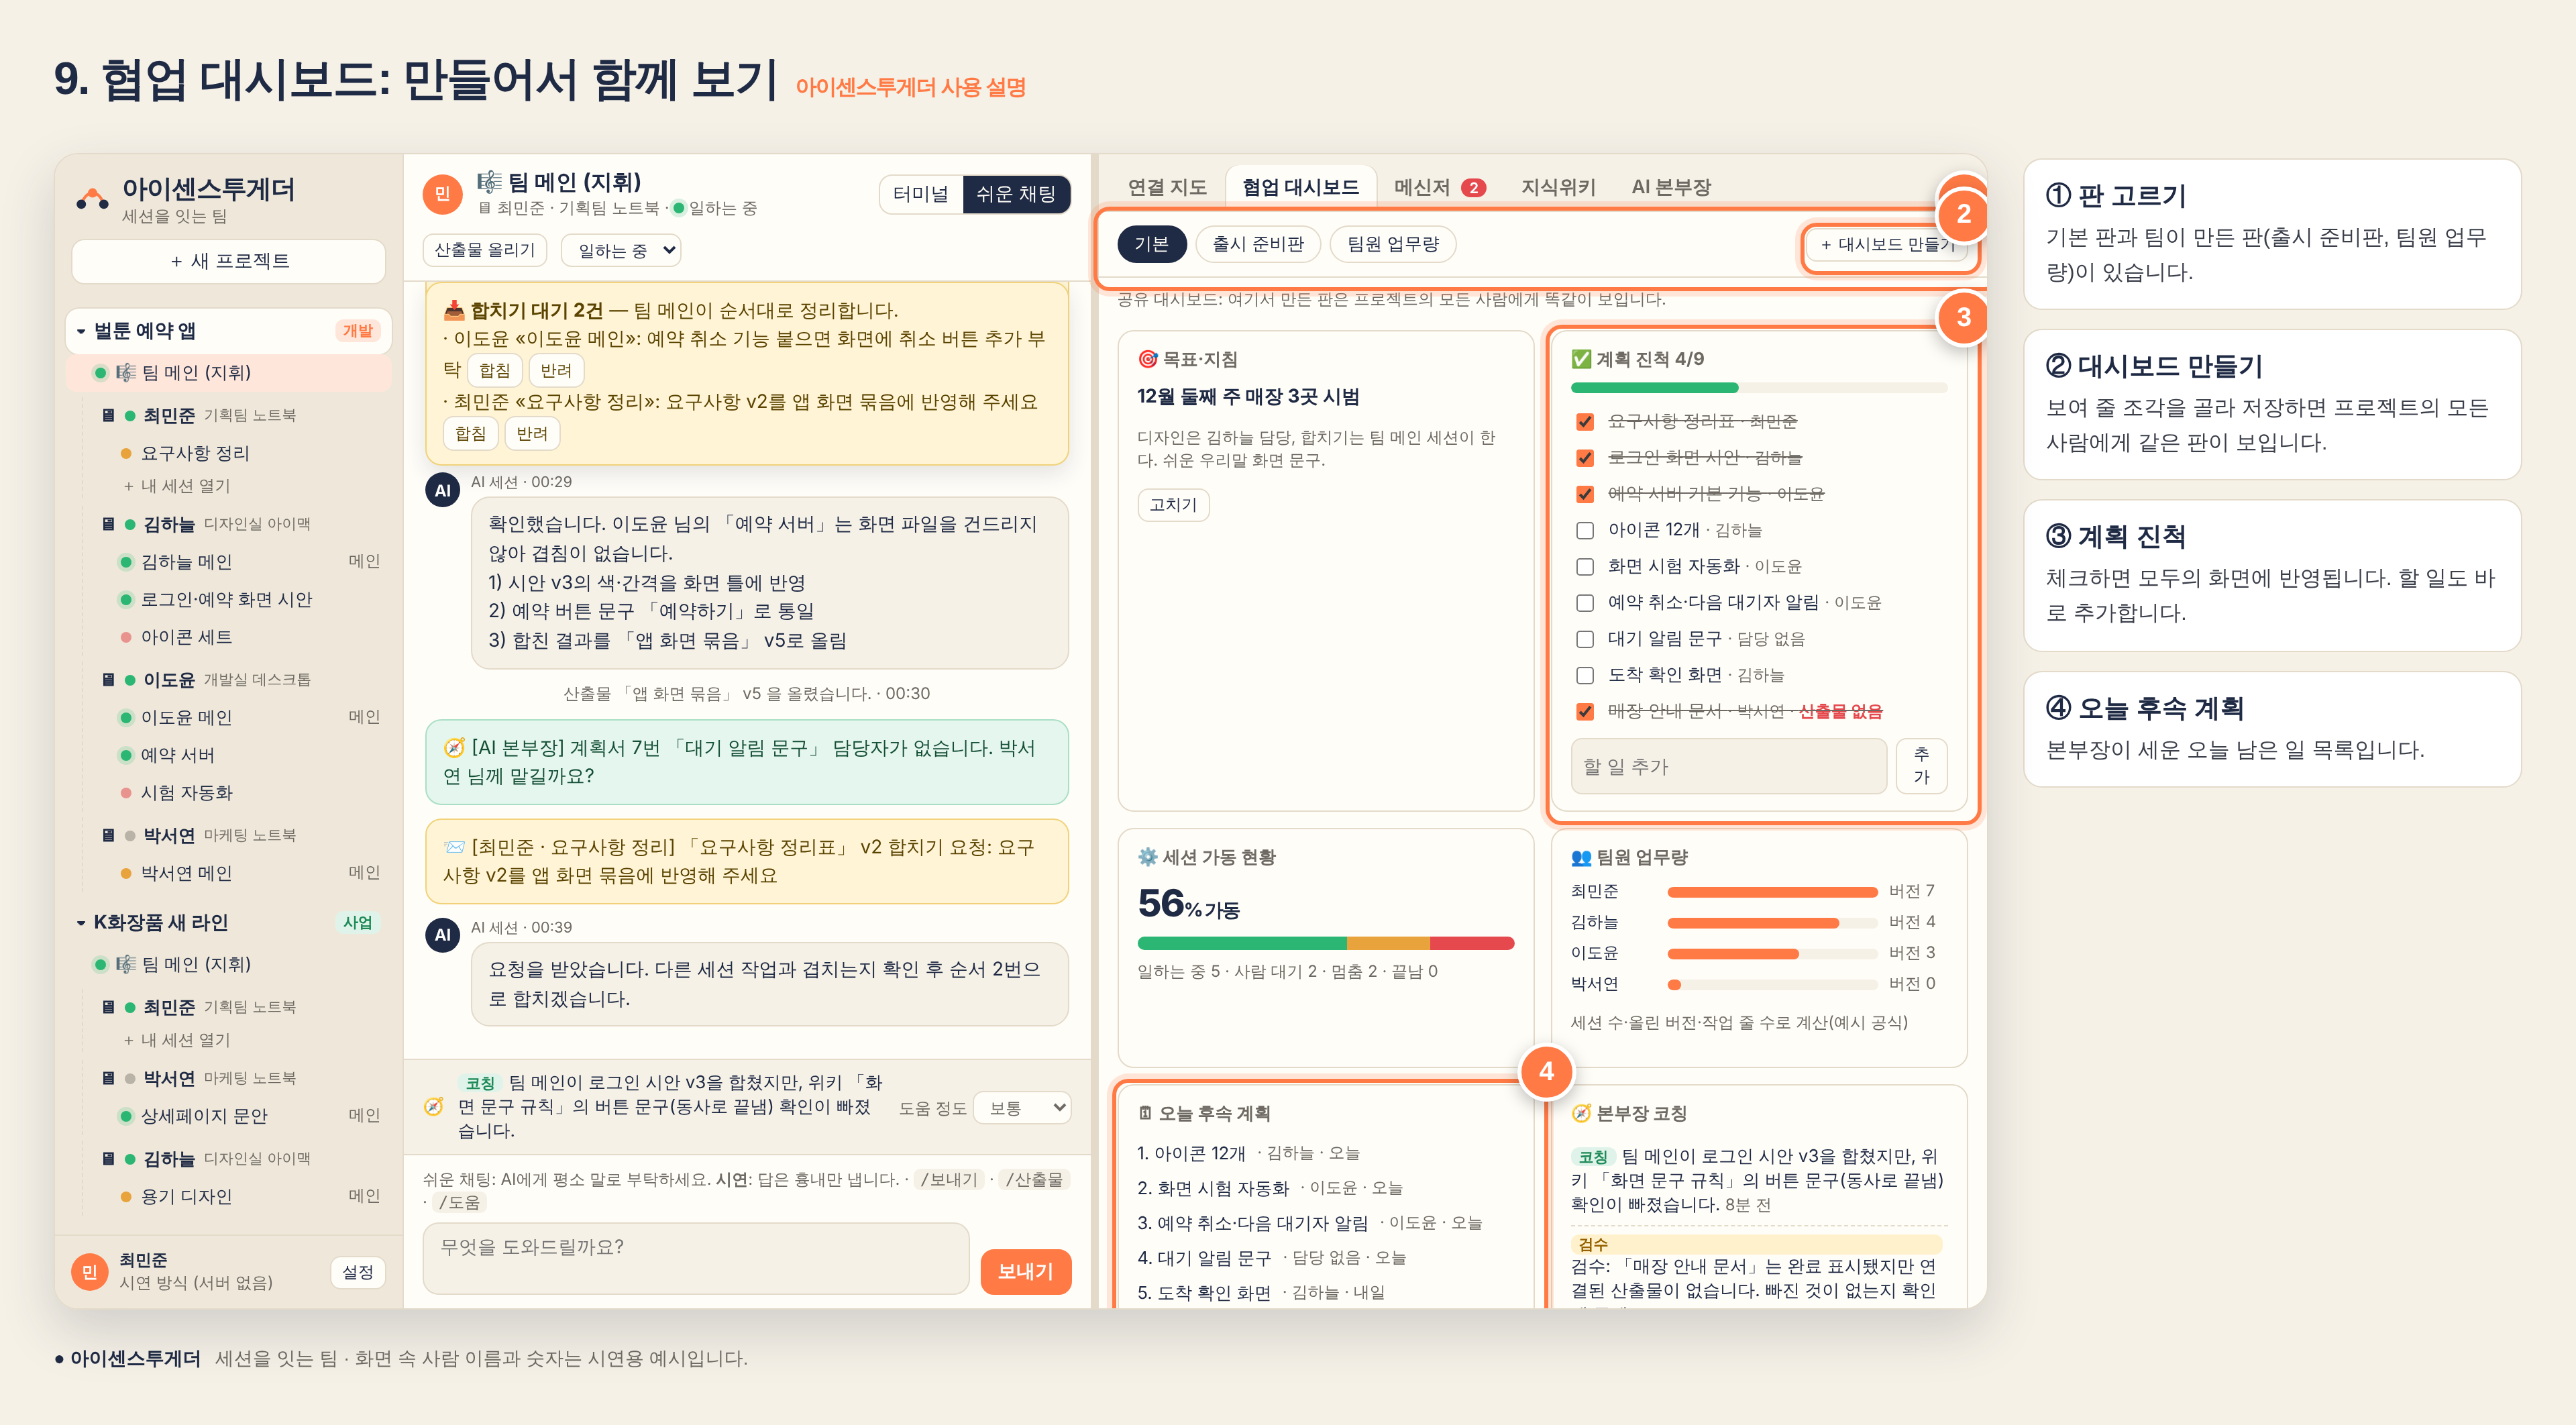 9. 협업 대시보드: 만들어서 함께 보기 아이센스투게더 사용 설명
아이센스투게더
세션을 잇는 팀
+ 새 프로젝트
벌툰 예약 앱 개발
팀 메인 (지휘)
최민준 기획팀 노트북
요구사항 정리
+ 내 세션 열기
김하늘 디자인실 아이맥
김하늘 메인 메인
로그인·예약 화면 시안
아이콘 세트
이도윤 개발실 데스크톱
이도윤 메인 메인
예약 서버
시험 자동화
박서연 마케팅 노트북
박서연 메인 메인
K화장품 새 라인 사업
팀 메인 (지휘)
최민준 기획팀 노트북
+ 내 세션 열기
박서연 마케팅 노트북
상세페이지 문안 메인
김하늘 디자인실 아이맥
용기 디자인 메인
민 최민준
시연 방식 (서버 없음)
설정
민 팀 메인 (지휘)
최민준 · 기획팀 노트북 · 일하는 중
터미널 쉬운 채팅
산출물 올리기 일하는 중
합치기 대기 2건 — 팀 메인이 순서대로 정리합니다.
· 이도윤 «이도윤 메인»: 예약 취소 기능 붙으면 화면에 취소 버튼 추가 부
탁 합침 반려
· 최민준 «요구사항 정리»: 요구사항 v2를 앱 화면 묶음에 반영해 주세요
합침 반려
AI AI 세션 · 00:29
확인했습니다. 이도윤 님의 「예약 서버」는 화면 파일을 건드리지
않아 겹침이 없습니다.
1) 시안 v3의 색·간격을 화면 틀에 반영
2) 예약 버튼 문구 「예약하기」로 통일
3) 합친 결과를 「앱 화면 묶음」 v5로 올림
산출물 「앱 화면 묶음」 v5 을 올렸습니다. · 00:30
[AI 본부장] 계획서 7번 「대기 알림 문구」 담당자가 없습니다. 박서
연 님께 맡길까요?
[최민준 · 요구사항 정리] 「요구사항 정리표」 v2 합치기 요청: 요구
사항 v2를 앱 화면 묶음에 반영해 주세요
AI AI 세션 · 00:39
요청을 받았습니다. 다른 세션 작업과 겹치는지 확인 후 순서 2번으
로 합치겠습니다.
코칭 팀 메인이 로그인 시안 v3을 합쳤지만, 위키 「화
면 문구 규칙」의 버튼 문구(동사로 끝냄) 확인이 빠졌
습니다.
도움 정도 보통
쉬운 채팅: AI에게 평소 말로 부탁하세요. 시연: 답은 흉내만 냅니다. · /보내기 · /산출물
· /도움
무엇을 도와드릴까요?
보내기
연결 지도 협업 대시보드 메신저 2 지식위키 AI 본부장
2
기본 출시 준비판 팀원 업무량 + 대시보드 만들기
공유 대시보드: 여기서 만든 판은 프로젝트의 모든 사람에게 똑같이 보입니다.
3
목표·지침
12월 둘째 주 매장 3곳 시범
디자인은 김하늘 담당, 합치기는 팀 메인 세션이 한
다. 쉬운 우리말 화면 문구.
고치기
계획 진척 4/9
요구사항 정리표 · 최민준
로그인 화면 시안 · 김하늘
예약 서버 기본 기능 · 이도윤
아이콘 12개 · 김하늘
화면 시험 자동화 · 이도윤
예약 취소·다음 대기자 알림 · 이도윤
대기 알림 문구 · 담당 없음
도착 확인 화면 · 김하늘
매장 안내 문서 · 박서연 · 산출물 없음
할 일 추가
추
가
세션 가동 현황
56% 가동
일하는 중 5 · 사람 대기 2 · 멈춤 2 · 끝남 0
팀원 업무량
최민준 버전 7
김하늘 버전 4
이도윤 버전 3
박서연 버전 0
세션 수·올린 버전·작업 줄 수로 계산(예시 공식)
4
오늘 후속 계획
1. 아이콘 12개 · 김하늘 · 오늘
2. 화면 시험 자동화 · 이도윤 · 오늘
3. 예약 취소·다음 대기자 알림 · 이도윤 · 오늘
4. 대기 알림 문구 · 담당 없음 · 오늘
5. 도착 확인 화면 · 김하늘 · 내일
본부장 코칭
코칭 팀 메인이 로그인 시안 v3을 합쳤지만, 위
키 「화면 문구 규칙」의 버튼 문구(동사로 끝냄)
확인이 빠졌습니다. 8분 전
검수
검수: 「매장 안내 문서」는 완료 표시됐지만 연
결된 산출물이 없습니다. 빠진 것이 없는지 확인
① 판 고르기
기본 판과 팀이 만든 판(출시 준비판, 팀원 업무
량)이 있습니다.
② 대시보드 만들기
보여 줄 조각을 골라 저장하면 프로젝트의 모든
사람에게 같은 판이 보입니다.
③ 계획 진척
체크하면 모두의 화면에 반영됩니다. 할 일도 바
로 추가합니다.
④ 오늘 후속 계획
본부장이 세운 오늘 남은 일 목록입니다.
● 아이센스투게더 세션을 잇는 팀 · 화면 속 사람 이름과 숫자는 시연용 예시입니다.